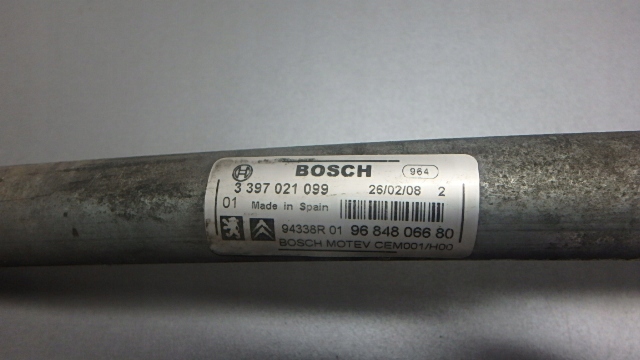 BOSCH 964
3 397 021 099 26/02/08 2
01 Made in Spain
94338R 01 96 848 066 80
BOSCH MOTEV CEM001/H00